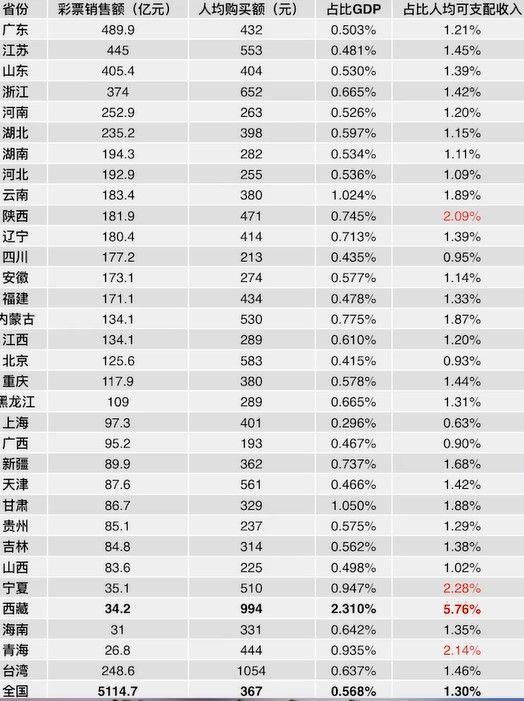 省份 彩票销售额（亿元） 人均购买额（元） 占比GDP 占比人均可支配收入
广东 489.9 432 0.503% 1.21%
江苏 445 553 0.481% 1.45%
山东 405.4 404 0.530% 1.39%
浙江 374 652 0.665% 1.42%
河南 252.9 263 0.526% 1.20%
湖北 235.2 398 0.597% 1.15%
湖南 194.3 282 0.534% 1.11%
河北 192.9 255 0.536% 1.09%
云南 183.4 380 1.024% 1.89%
陕西 181.9 471 0.745% 2.09%
辽宁 180.4 414 0.713% 1.39%
四川 177.2 213 0.435% 0.95%
安徽 173.1 274 0.577% 1.14%
福建 171.1 434 0.478% 1.33%
内蒙古 134.1 530 0.775% 1.87%
江西 134.1 289 0.610% 1.20%
北京 125.6 583 0.415% 0.93%
重庆 117.9 380 0.578% 1.44%
黑龙江 109 289 0.665% 1.31%
上海 97.3 401 0.296% 0.63%
广西 95.2 193 0.467% 0.90%
新疆 89.9 362 0.737% 1.68%
天津 87.6 561 0.466% 1.42%
甘肃 86.7 329 1.050% 1.88%
贵州 85.1 237 0.575% 1.29%
吉林 84.8 314 0.562% 1.38%
山西 83.6 225 0.498% 1.02%
宁夏 35.1 510 0.947% 2.28%
西藏 34.2 994 2.310% 5.76%
海南 31 331 0.642% 1.35%
青海 26.8 444 0.935% 2.14%
台湾 248.6 1054 0.637% 1.46%
全国 5114.7 367 0.568% 1.30%